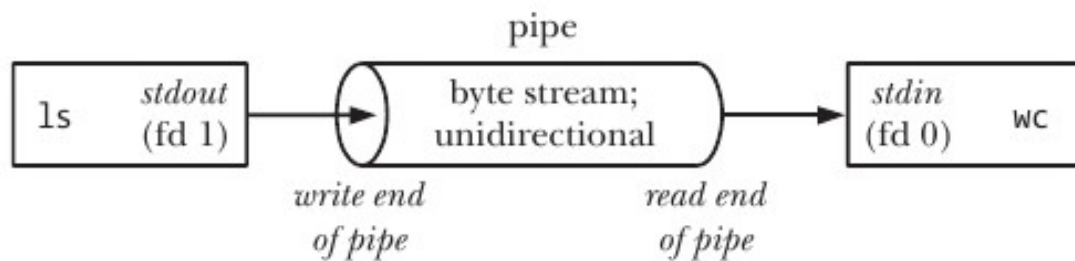 pipe
ls
stdout
(fd 1)
byte stream;
unidirectional
stdin
(fd 0)
wc
write end
of pipe
read end
of pipe